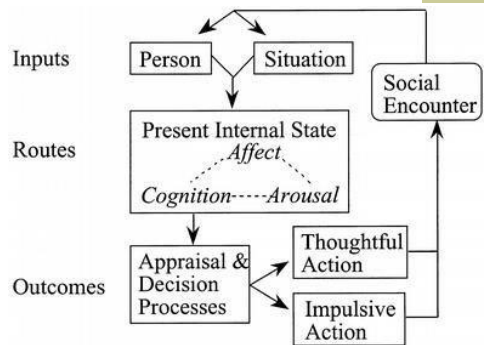 Inputs
Person
Situation
Social
Encounter
Routes
Present Internal State
Affect
Cognition
Arousal
Outcomes
Appraisal &
Decision
Processes
Thoughtful
Action
Impulsive
Action